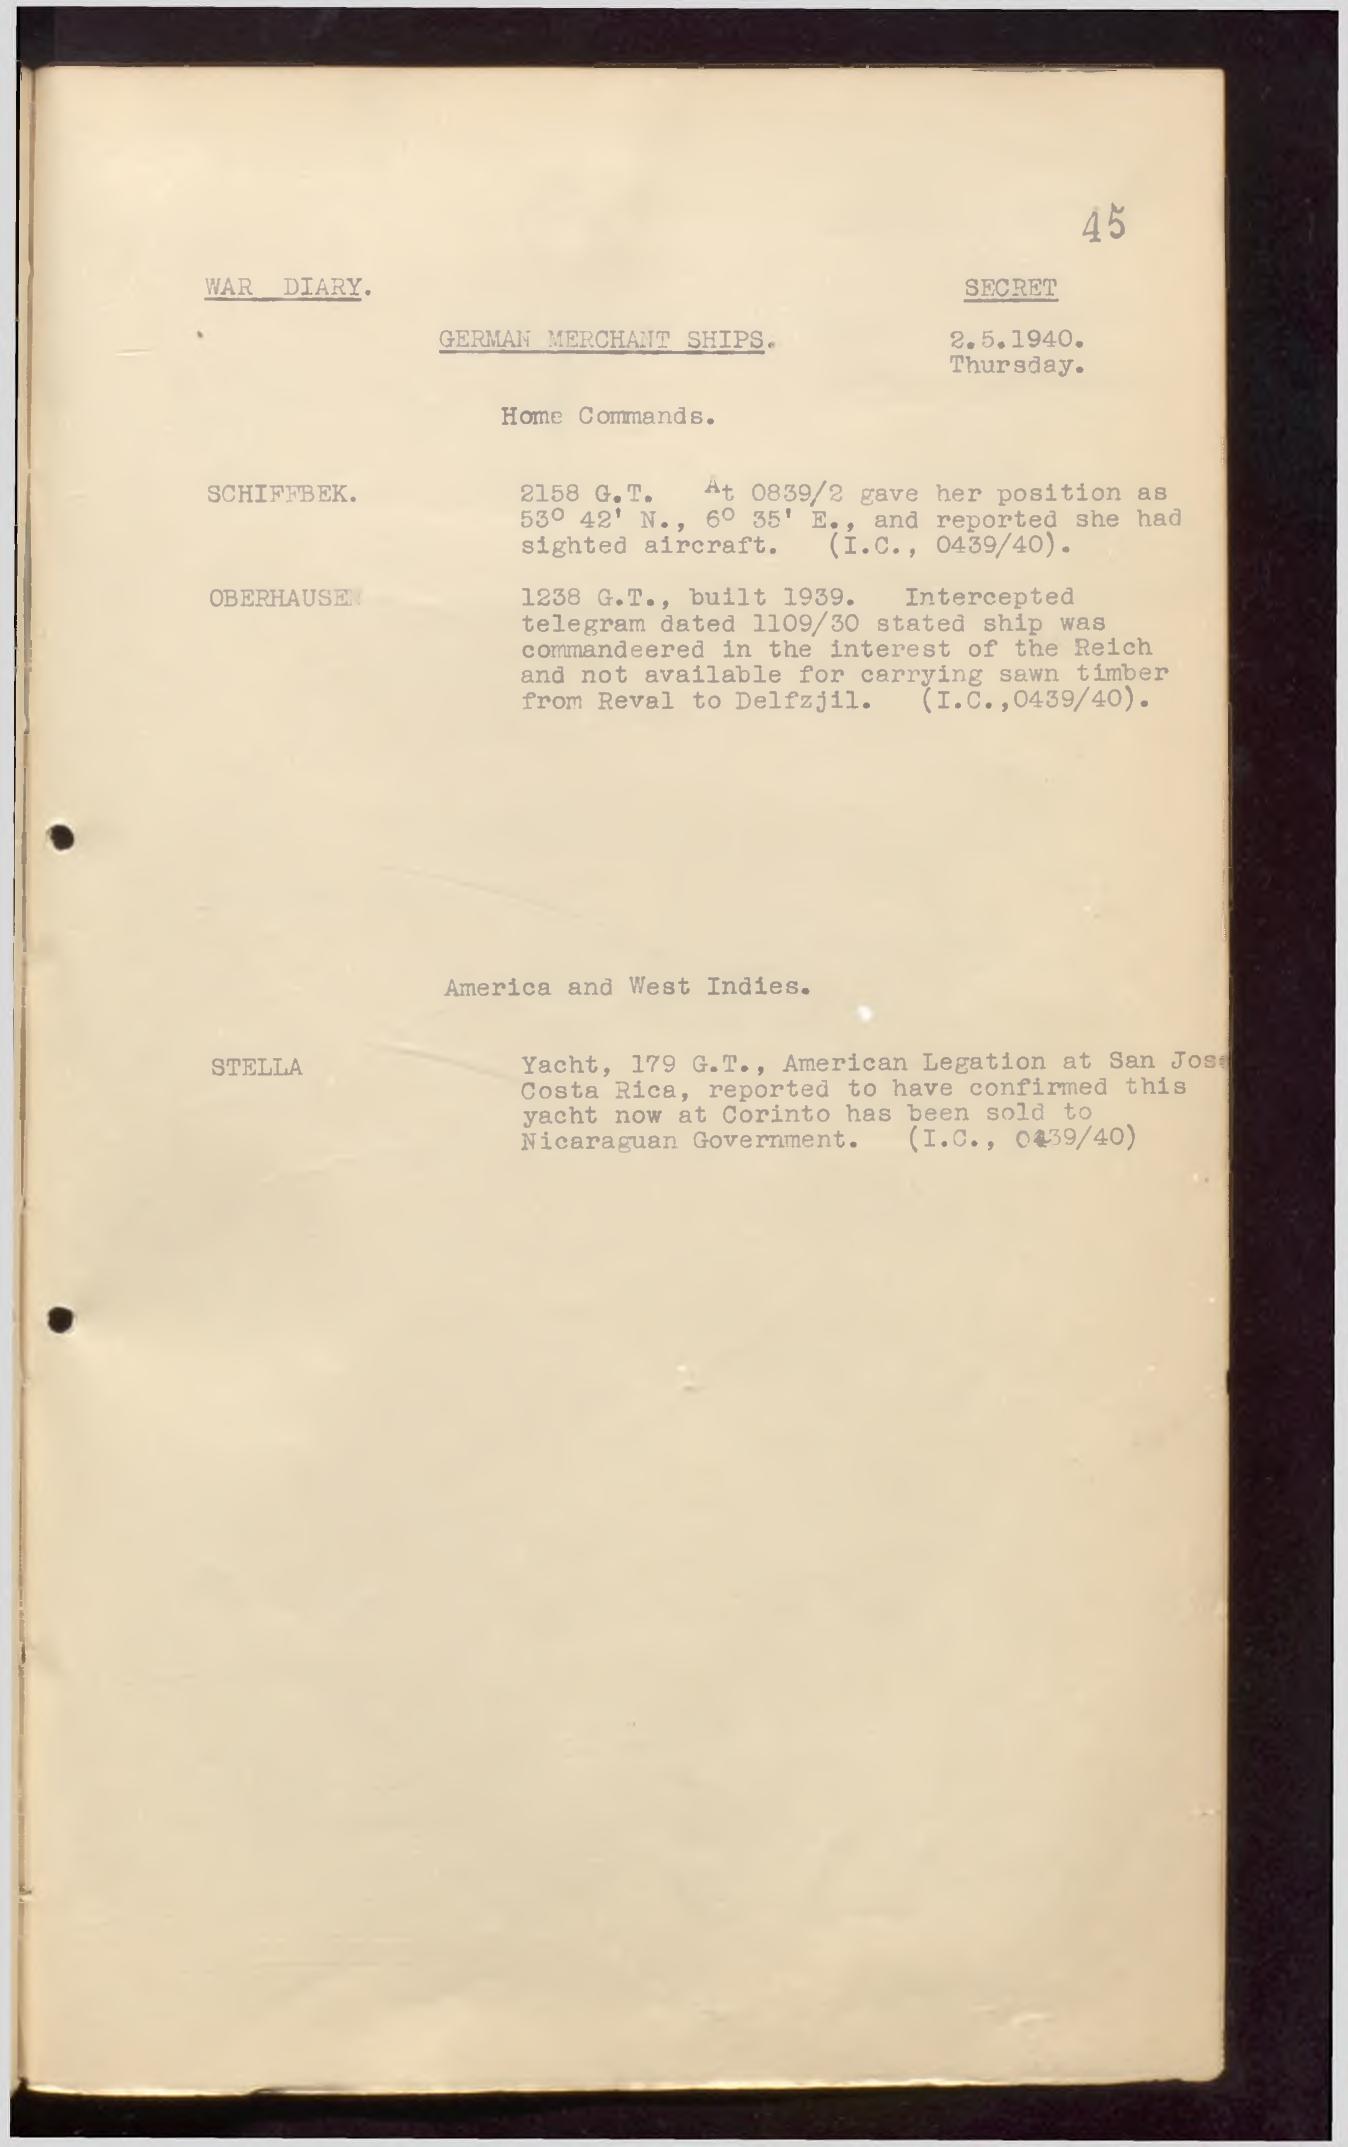 45
WAR DIARY.
SECRET
GERMAN MERCHANT SHIPS.
2.5.1940.
Thursday.
Home Commands.
SCHIFFBEK.
2158 G.T. At 0839/2 gave her position as
53° 42' N., 6° 35' E., and reported she had
sighted aircraft. (I.C., 0439/40).
OBERHAUSEN
1238 G.T., built 1939. Intercepted
telegram dated 1109/30 stated ship was
commandeered in the interest of the Reich
and not available for carrying sawn timber
from Reval to Delfzjil. (I.C.,0439/40).
America and West Indies.
STELLA
Yacht, 179 G.T., American Legation at San Jose
Costa Rica, reported to have confirmed this
yacht now at Corinto has been sold to
Nicaraguan Government. (I.C., 0439/40)